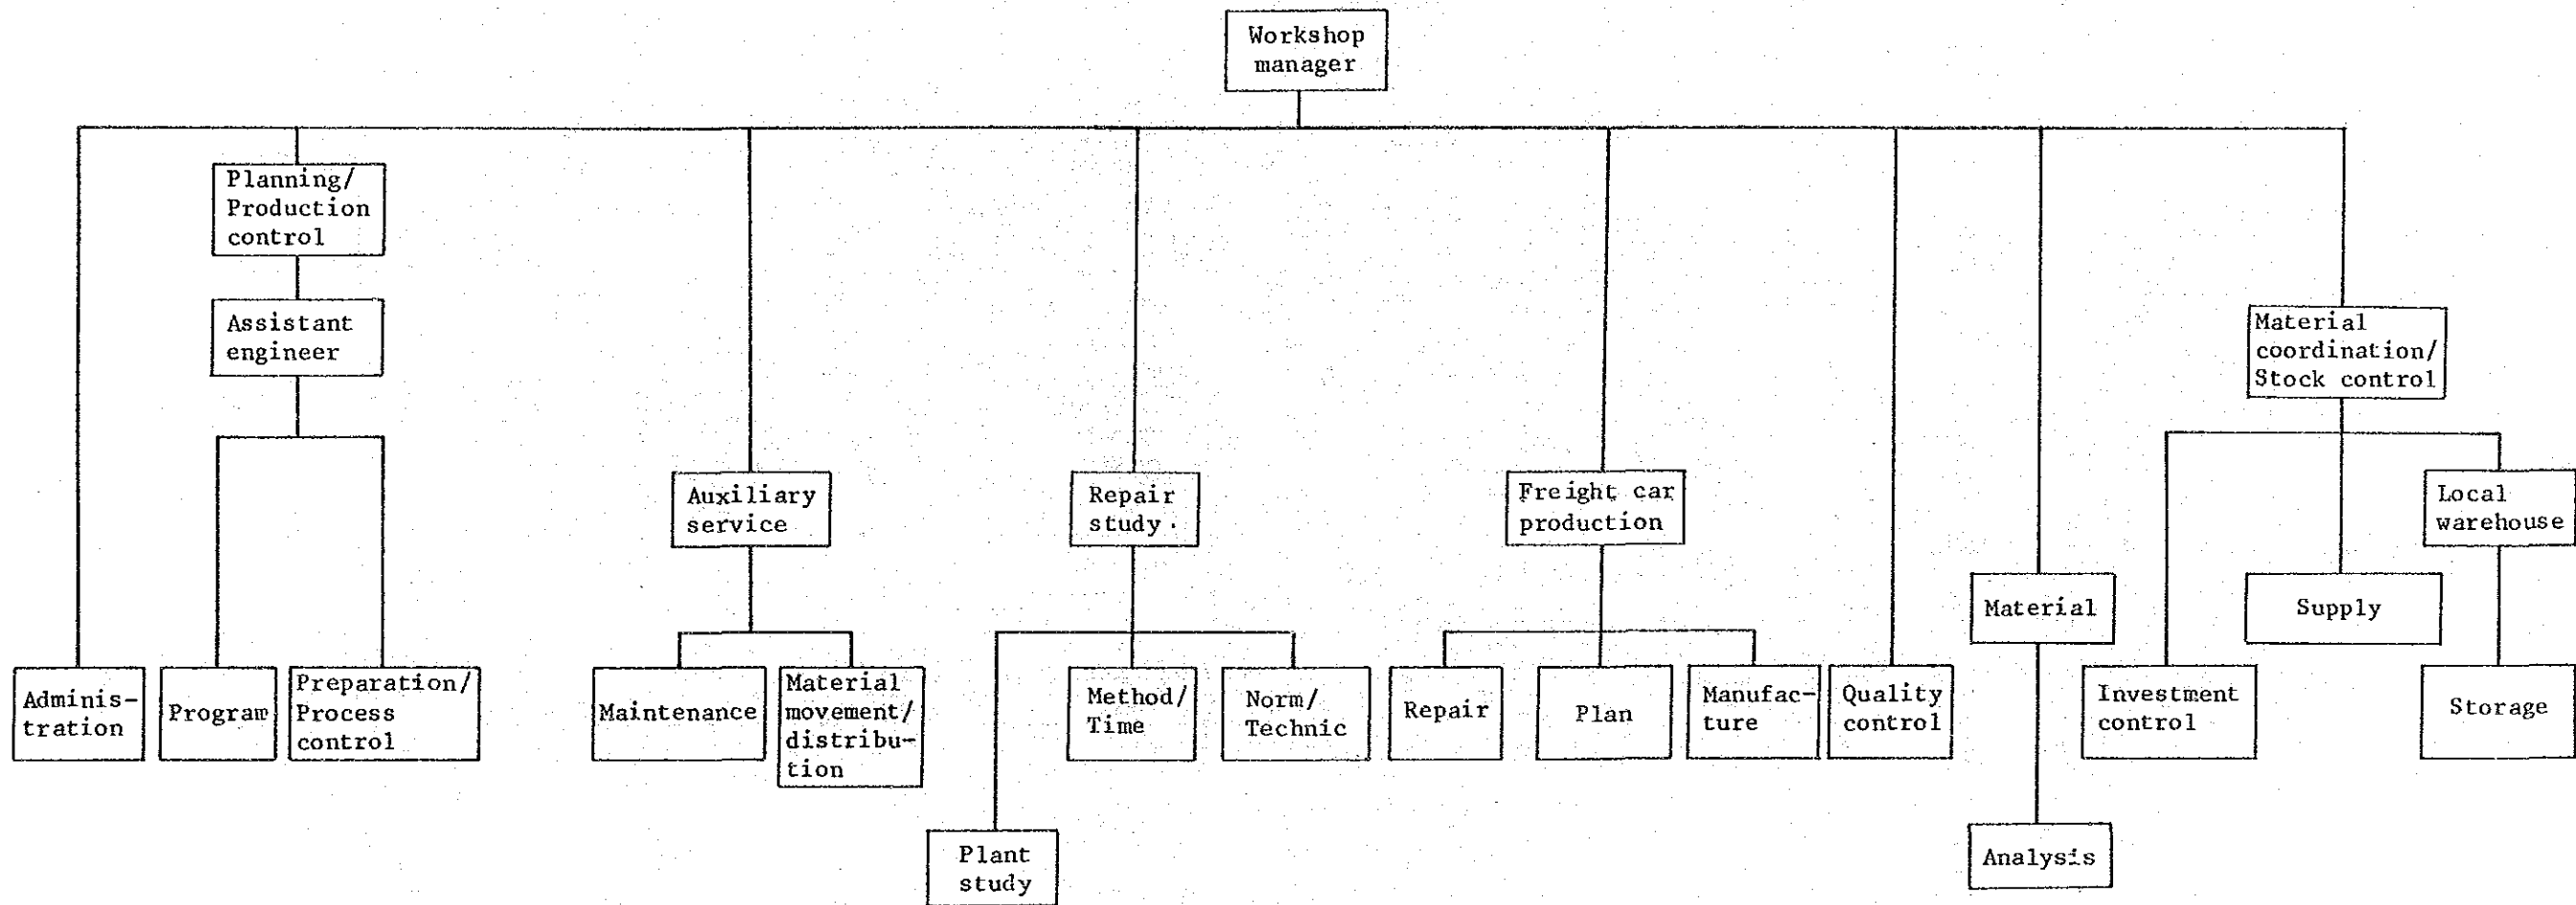 Workshop
manager
Planning/
Production
control
Assistant
engineer
Material
coordination/
Stock control
Auxiliary
service
Repair
study
Freight car
production
Local
warehouse
Material
Supply
Adminis-
tration
Program
Preparation/
Process
control
Maintenance
Material
movement/
distribu-
tion
Method/
Time
Norm/
Technic
Repair
Plan
Manufac-
ture
Quality
control
Investment
control
Storage
Plant
study
Analysis